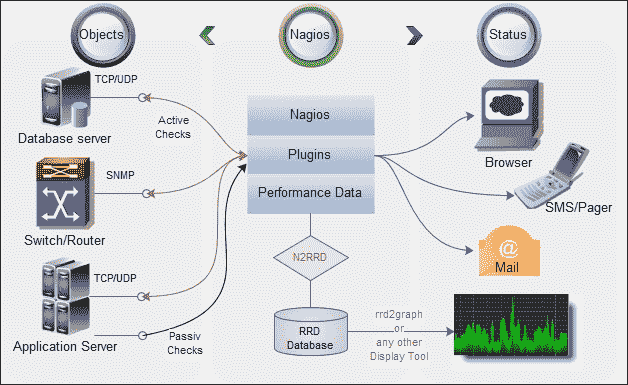 Objects
Nagios
Status
TCP/UDP
Active
Checks
Database server
SNMP
Switch/Router
TCP/UDP
Application Server
Passiv
Checks
Nagios
Plugins
Performance Data
N2RRD
RRD
Database
rrd2graph
or
any other
Display Tool
Browser
SMS/Pager
@
Mail